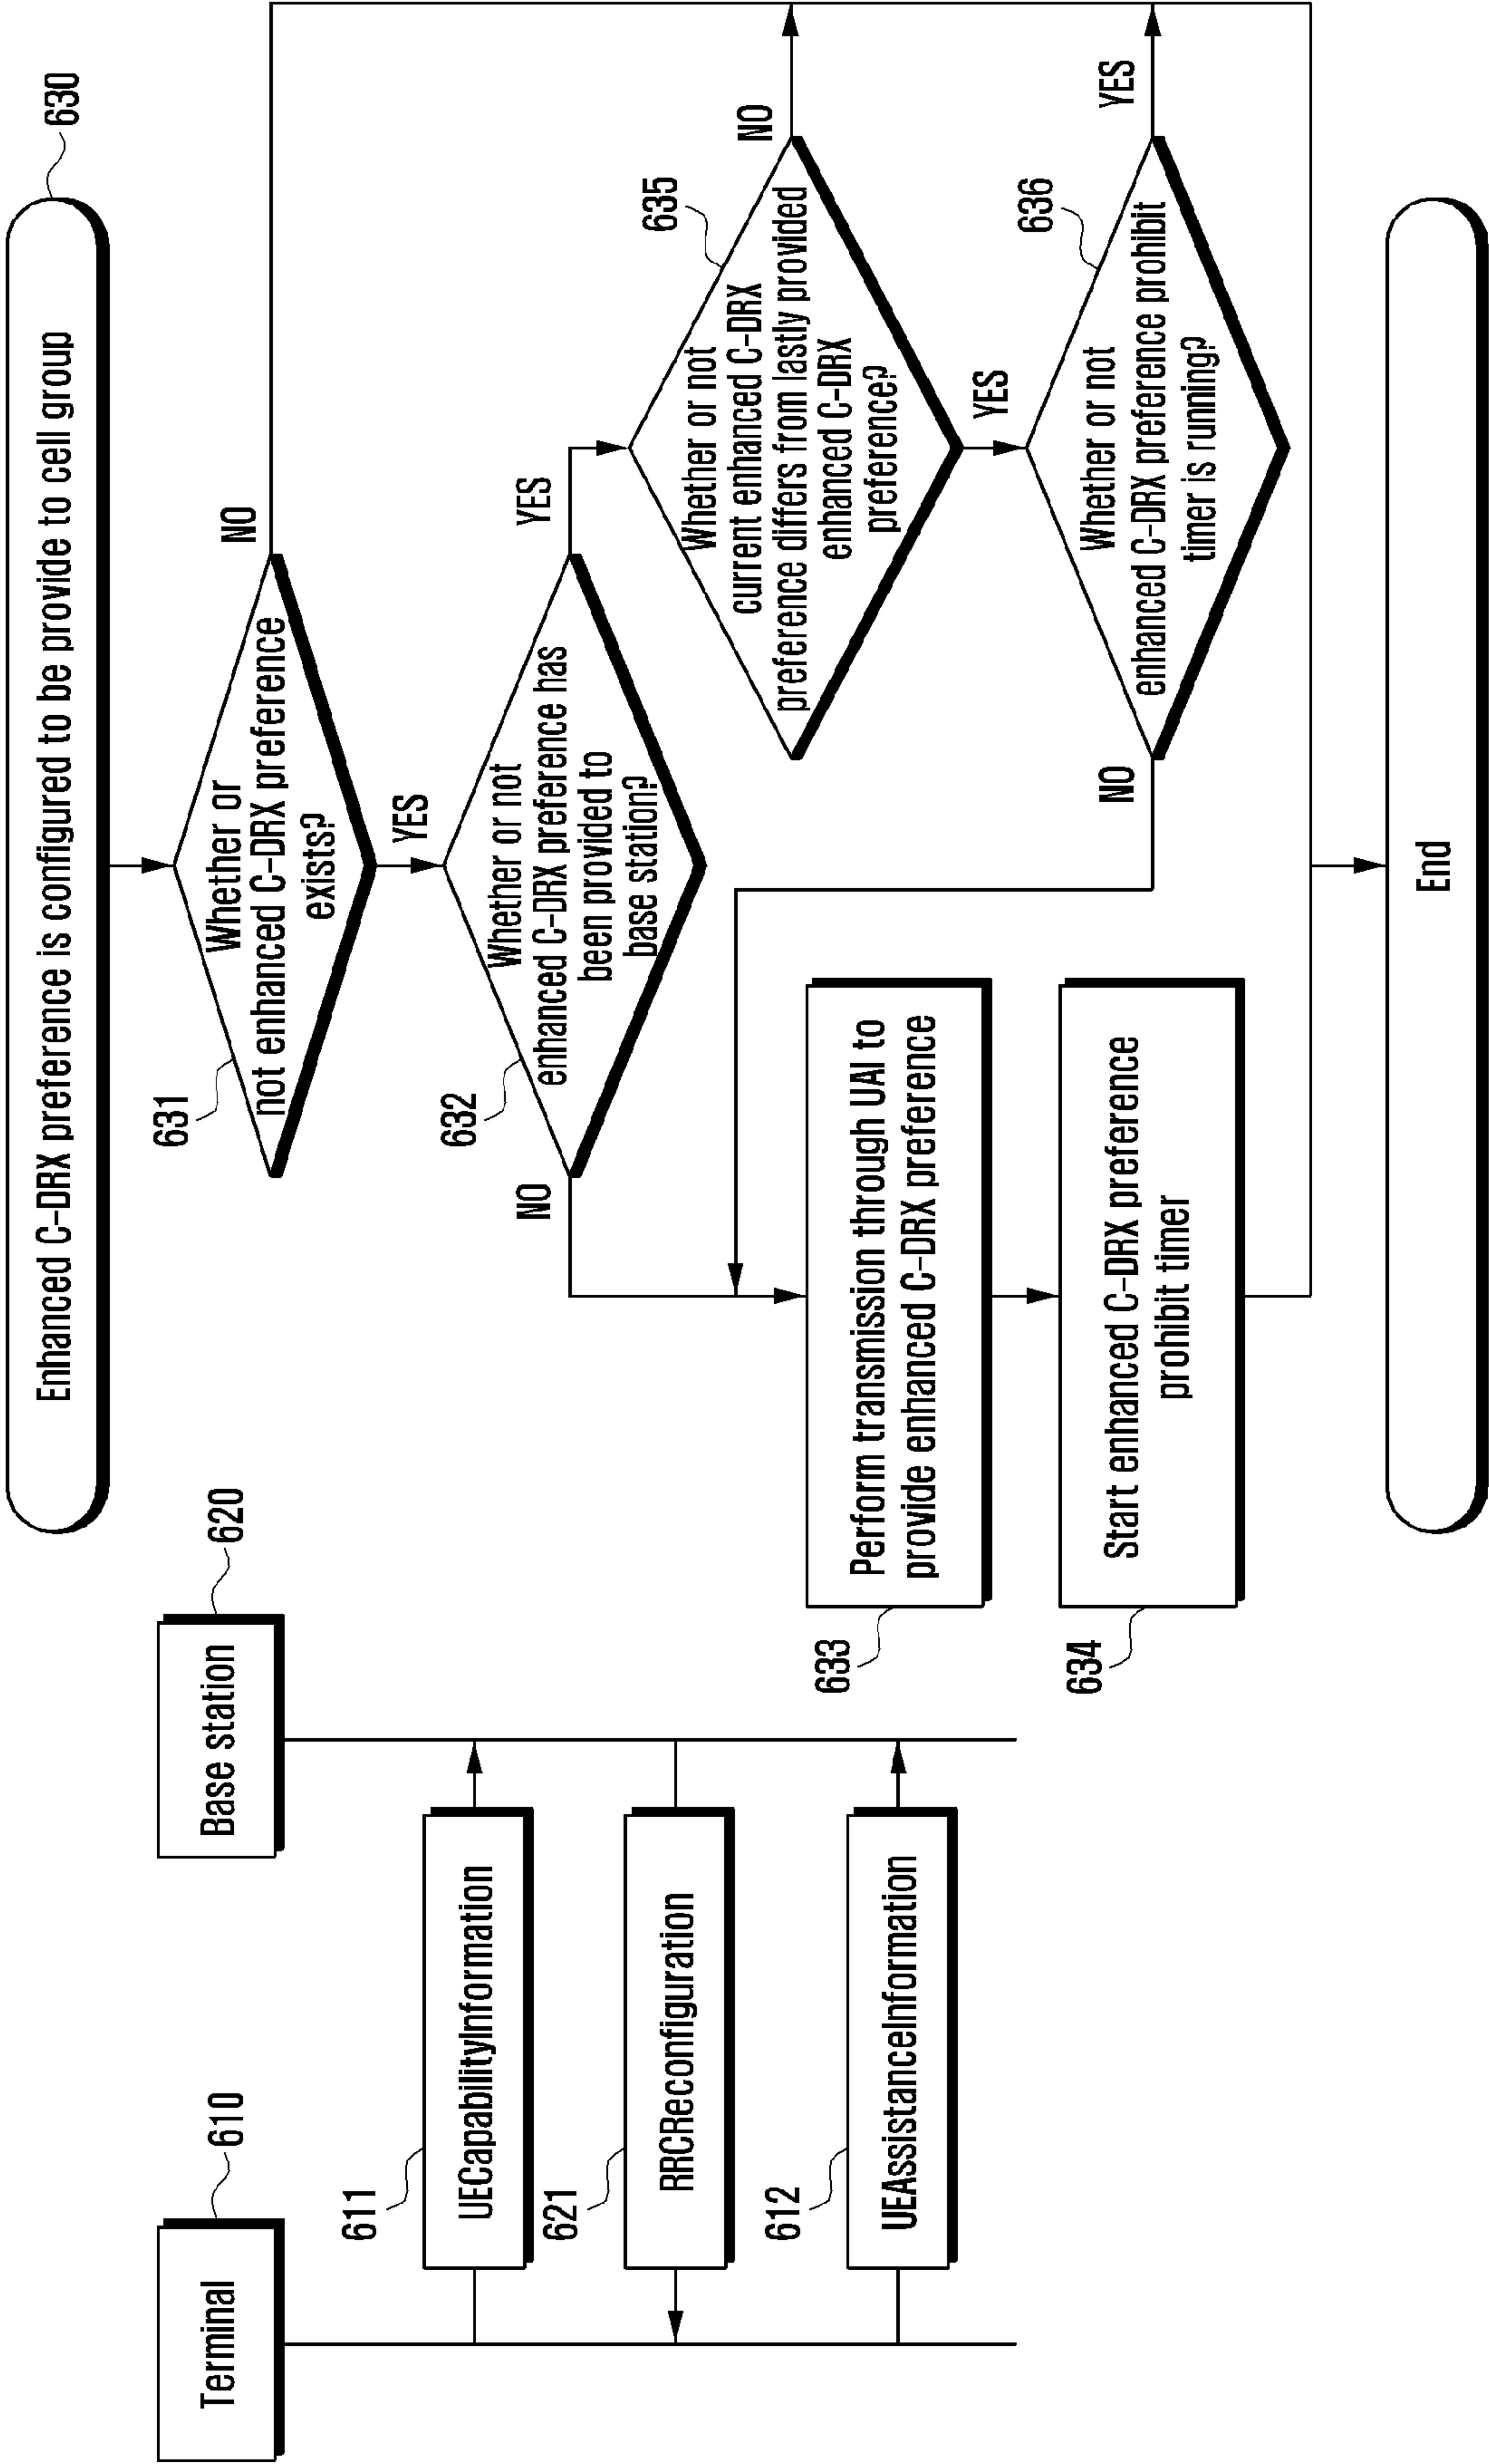 Terminal
610
Base station
620
611
UECapabilityInformation
621
RRCReconfiguration
612
UEAssistanceInformation
Enhanced C-DRX preference is configured to be provide to cell group
630
631
Whether or
not enhanced C-DRX preference
exists?
NO
YES
632
Whether or not
enhanced C-DRX preference has
been provided to
base station?
NO
YES
635
Whether or not
current enhanced C-DRX
preference differs from lastly provided
enhanced C-DRX
preference?
NO
YES
633
Perform transmission through UAI to
provide enhanced C-DRX preference
636
Whether or not
enhanced C-DRX preference prohibit
timer is running?
NO
YES
634
Start enhanced C-DRX preference
prohibit timer
End